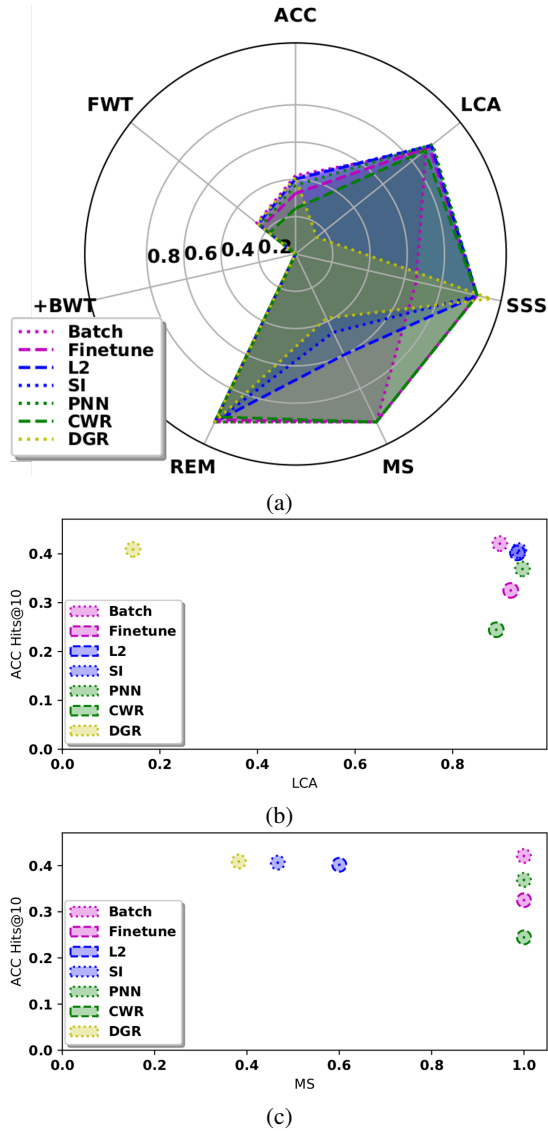 ACC
FWT
LCA
0.8 0.6 0.4 0.2
+BWT
SSS
Batch
Finetune
L2
SI
PNN
CWR
DGR
REM
MS
(a)
ACC Hits@10
0.4
0.3
0.2
0.1
0.0
Batch
Finetune
L2
SI
PNN
CWR
DGR
0.0 0.2 0.4 0.6 0.8
LCA
(b)
ACC Hits@10
0.4
0.3
0.2
0.1
0.0
Batch
Finetune
L2
SI
PNN
CWR
DGR
0.0 0.2 0.4 0.6 0.8 1.0
MS
(c)